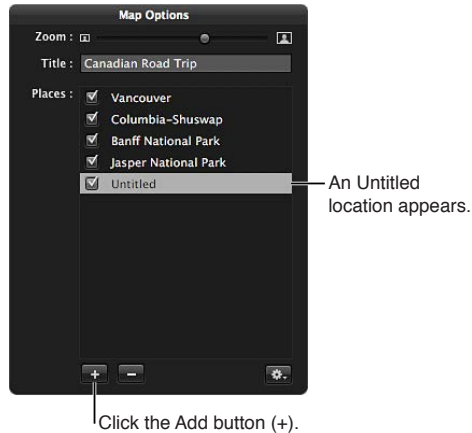 Map Options
Zoom :
Title : Canadian Road Trip
Places :
Vancouver
Columbia–Shuswap
Banff National Park
Jasper National Park
Untitled
An Untitled
location appears.
+ −
Click the Add button (+).